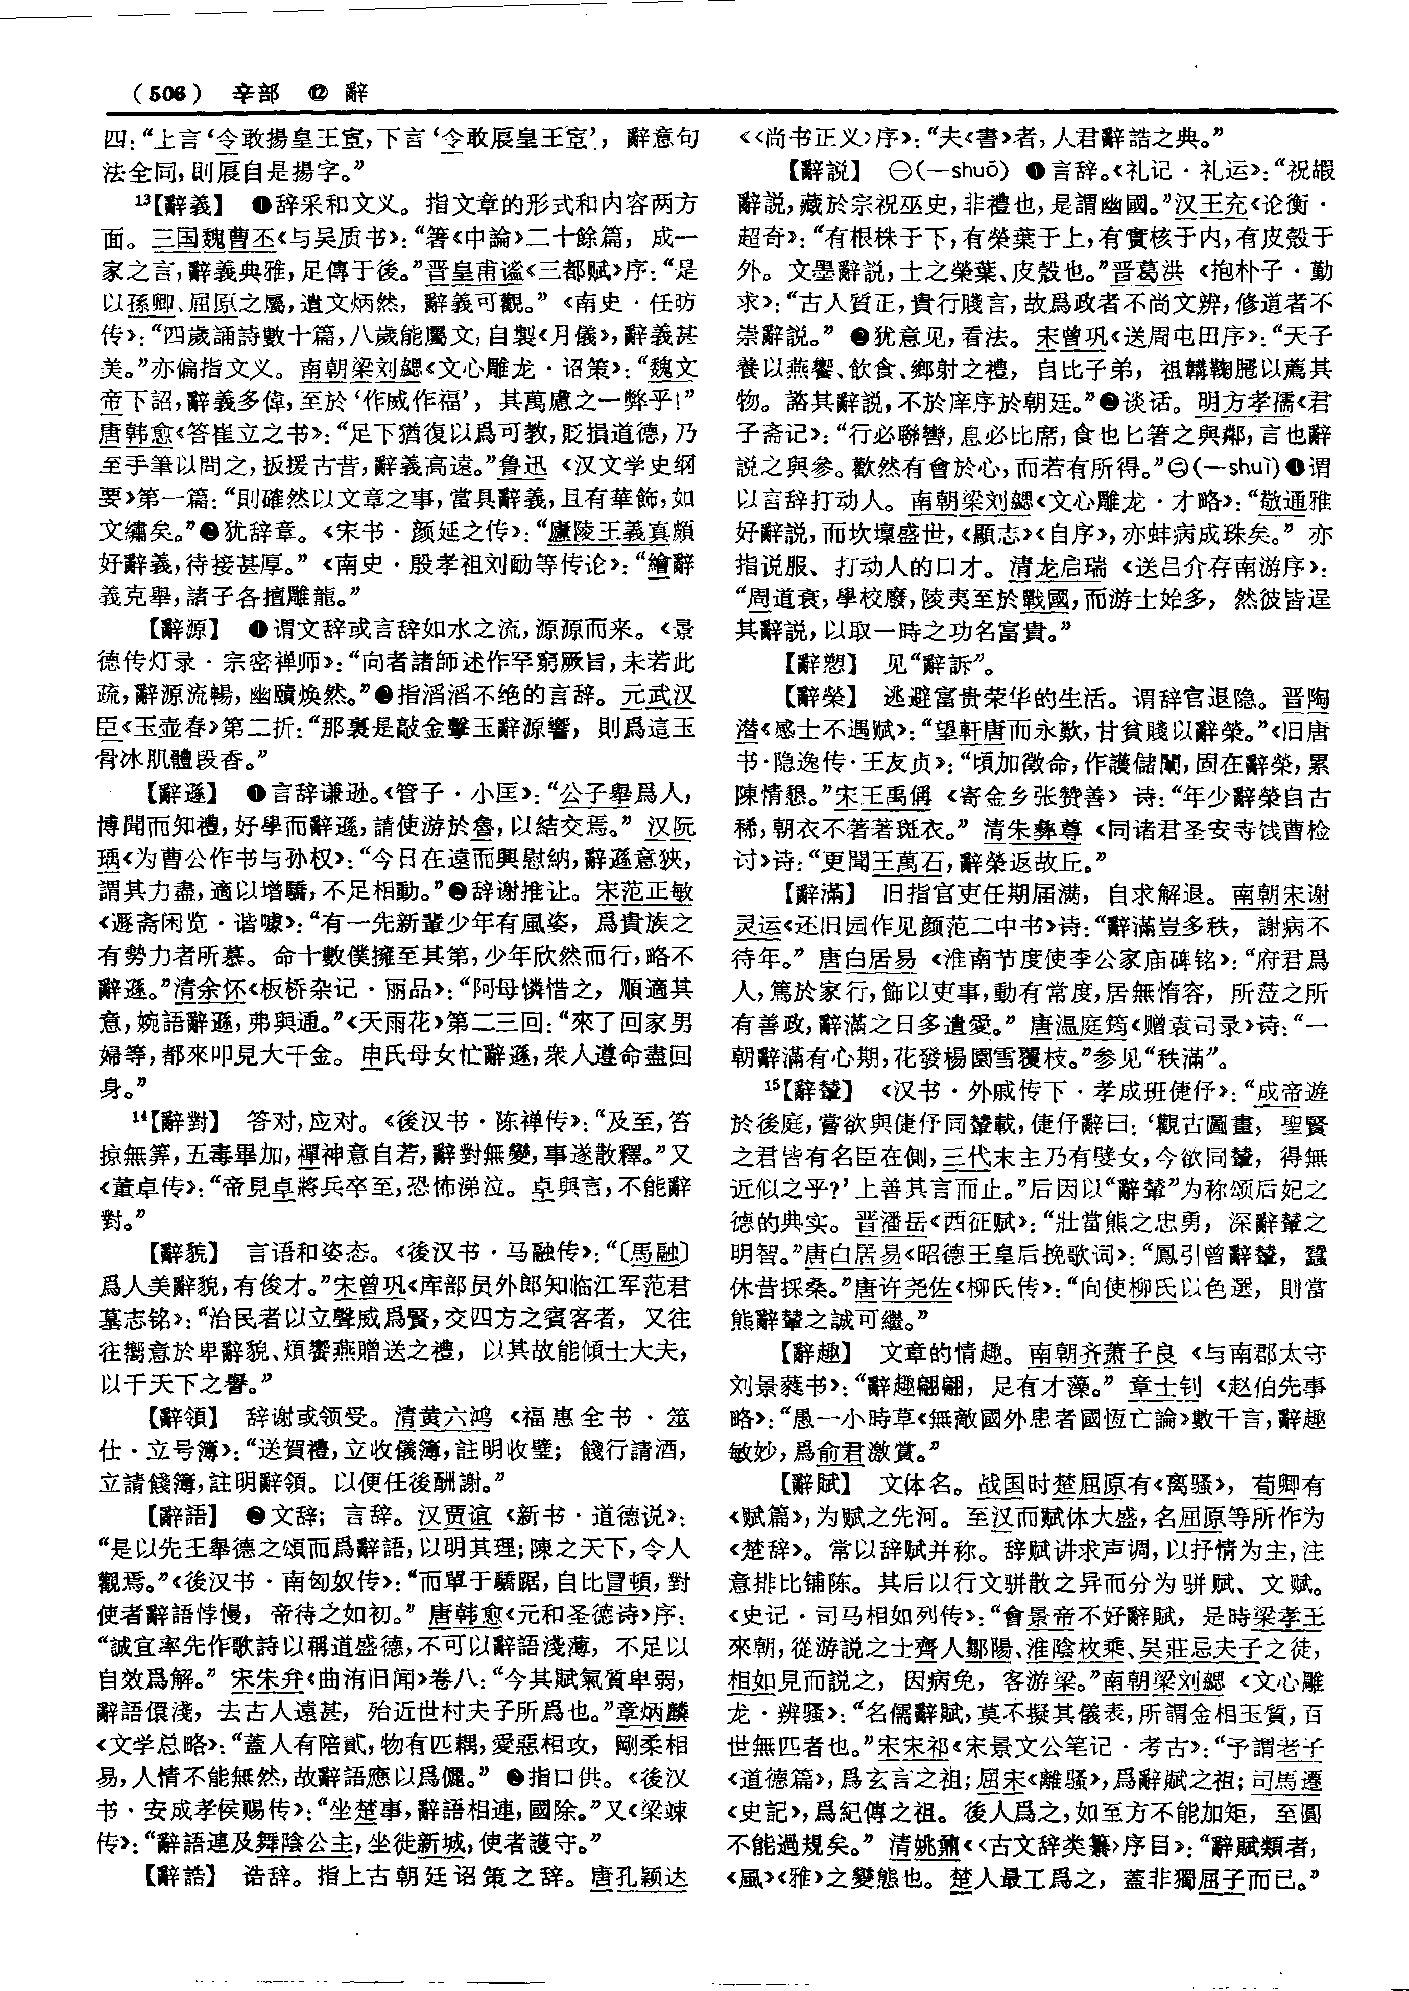 （506） 辛部 ⑫ 辭
四：“上言‘令敢揚皇王宣，下言‘令敢扆皇王宣’，辭意句
法全同，則扆自是揚字。”
¹³【辭義】 ❶辞采和文义。指文章的形式和内容两方
面。三国魏曹丕《与吴质书》：“箸《中論》二十餘篇，成一
家之言，辭義典雅，足傳于後。”晋皇甫谧《三都赋》序：“是
以孫卿、屈原之屬，遺文炳然，辭義可觀。”《南史·任昉
传》：“四歲誦詩數十篇，八歲能屬文，自製《月儀》，辭義甚
美。”亦偏指文义。南朝梁刘勰《文心雕龙·诏策》：“魏文
帝下詔，辭義多偉，至於‘作威作福’，其萬慮之一弊乎！”
唐韩愈《答崔立之书》：“足下猶復以爲可教，貶損道德，乃
至手筆以問之，扳援古昔，辭義高遠。”鲁迅《汉文学史纲
要》第一篇：“則確然以文章之事，當具辭義，且有華飾，如
文繡矣。”❷犹辞章。《宋书·颜延之传》：“廬陵王義真頗
好辭義，待接甚厚。”《南史·殷孝祖刘勔等传论》：“繪辭
義克舉，諸子各擅雕龍。”
【辭源】 ❶谓文辞或言辞如水之流，源源而来。《景
德传灯录·宗密禅师》：“向者諸師述作罕窮厥旨，未若此
疏，辭源流暢，幽賾焕然。”❷指滔滔不绝的言辞。元武汉
臣《玉壶春》第二折：“那裏是敲金擊玉辭源響，則爲這玉
骨冰肌體段香。”
【辭遜】 ❶言辞谦逊。《管子·小匡》：“公子舉爲人，
博聞而知禮，好學而辭遜，請使游於魯，以結交焉。”汉阮
瑀《为曹公作书与孙权》：“今日在遠而興慰納，辭遜意狹，
謂其力盡，適以增驕，不足相動。”❷辞谢推让。宋范正敏
《遯斋闲览·谐噱》：“有一先新輩少年有風姿，爲貴族之
有勢力者所慕。命十數僕擁至其第，少年欣然而行，略不
辭遜。”清余怀《板桥杂记·丽品》：“阿母憐惜之，順適其
意，婉語辭遜，弗與通。”《天雨花》第二三回：“來了回家男
婦等，都來叩見大千金。申氏母女忙辭遜，衆人遵命盡回
身。”
¹⁴【辭對】 答对，应对。《後汉书·陈禅传》：“及至，笞
掠無筭，五毒畢加，禪神意自若，辭對無變，事遂散釋。”又
《董卓传》：“帝見卓將兵卒至，恐怖涕泣。卓與言，不能辭
對。”
【辭貌】 言语和姿态。《後汉书·马融传》：“〔馬融〕
爲人美辭貌，有俊才。”宋曾巩《库部员外郎知临江军范君
墓志铭》：“治民者以立聲威爲賢，交四方之賓客者，又往
往嚮意於卑辭貌、煩饗燕贈送之禮，以其故能傾士大夫，
以干天下之譽。”
【辭領】 辞谢或领受。清黄六鸿《福惠全书·筮
仕·立号簿》：“送賀禮，立收儀簿，註明收璧；餞行請酒，
立請餞簿，註明辭領。以便任後酬謝。”
【辭語】 ❷文辞；言辞。汉贾谊《新书·道德说》：
“是以先王舉德之頌而爲辭語，以明其理；陳之天下，令人
觀焉。”《後汉书·南匈奴传》：“而單于驕踞，自比冒頓，對
使者辭語悖慢，帝待之如初。”唐韩愈《元和圣德诗》序：
“誠宜率先作歌詩以稱道盛德，不可以辭語淺薄，不足以
自效爲解。”宋朱弁《曲洧旧闻》卷八：“今其賦氣質卑弱，
辭語儇淺，去古人遠甚，殆近世村夫子所爲也。”章炳麟
《文学总略》：“蓋人有陪貳，物有匹耦，愛惡相攻，剛柔相
易，人情不能無然，故辭語應以爲儷。”❷指口供。《後汉
书·安成孝侯赐传》：“坐楚事，辭語相連，國除。”又《梁竦
传》：“辭語連及舞陰公主，坐徙新城，使者護守。”
【辭誥】 诰辞。指上古朝廷诏策之辞。唐孔颖达
《〈尚书正义〉序》：“夫《書》者，人君辭誥之典。”
【辭説】 ㊀（—shuō）❶言辞。《礼记·礼运》：“祝嘏
辭説，藏於宗祝巫史，非禮也，是謂幽國。”汉王充《论衡·
超奇》：“有根株于下，有榮葉于上，有實核于内，有皮殼于
外。文墨辭説，士之榮葉、皮殼也。”晋葛洪《抱朴子·勤
求》：“古人質正，貴行賤言，故爲政者不尚文辨，修道者不
崇辭説。”❷犹意见，看法。宋曾巩《送周屯田序》：“天子
養以燕饗、飲食、鄉射之禮，自比子弟，袒韝鞠䏝以薦其
物。諮其辭説，不於庠序於朝廷。”❷谈话。明方孝孺《君
子斋记》：“行必聯轡，息必比席，食也匕箸之與鄰，言也辭
説之與參。歡然有會於心，而若有所得。”㊁（—shuì）❶谓
以言辞打动人。南朝梁刘勰《文心雕龙·才略》：“敬通雅
好辭説，而坎壈盛世，《顯志》《自序》，亦蚌病成珠矣。”亦
指说服、打动人的口才。清龙启瑞《送吕介存南游序》：
“周道衰，學校廢，陵夷至於戰國，而游士始多，然彼皆逞
其辭説，以取一時之功名富貴。”
【辭愬】 见“辭訴”。
【辭榮】 逃避富贵荣华的生活。谓辞官退隐。晋陶
潜《感士不遇赋》：“望軒唐而永歎，甘貧賤以辭榮。”《旧唐
书·隐逸传·王友贞》：“頃加徵命，作護儲闈，固在辭榮，累
陳情懇。”宋王禹偁《寄金乡张赞善》诗：“年少辭榮自古
稀，朝衣不著著斑衣。”清朱彝尊《同诸君圣安寺饯曹检
讨》诗：“更聞王萬石，辭榮返故丘。”
【辭滿】 旧指官吏任期届满，自求解退。南朝宋谢
灵运《还旧园作见颜范二中书》诗：“辭滿豈多秩，謝病不
待年。”唐白居易《淮南节度使李公家庙碑铭》：“府君爲
人，篤於家行，飾以吏事，動有常度，居無惰容，所莅之所
有善政，辭滿之日多遺愛。”唐温庭筠《赠袁司录》诗：“一
朝辭滿有心期，花發楊園雪覆枝。”参见“秩滿”。
¹⁵【辭輦】 《汉书·外戚传下·孝成班倢伃》：“成帝遊
於後庭，嘗欲與倢伃同輦載，倢伃辭曰：‘觀古圖畫，聖賢
之君皆有名臣在側，三代末主乃有嬖女，今欲同輦，得無
近似之乎？’上善其言而止。”后因以“辭輦”为称颂后妃之
德的典实。晋潘岳《西征赋》：“壯當熊之忠勇，深辭輦之
明智。”唐白居易《昭德王皇后挽歌词》：“鳳引曾辭輦，蠶
休昔採桑。”唐许尧佐《柳氏传》：“向使柳氏以色選，則當
熊辭輦之誠可繼。”
【辭趣】 文章的情趣。南朝齐萧子良《与南郡太守
刘景蕤书》：“辭趣翩翩，足有才藻。”章士钊《赵伯先事
略》：“愚一小時草《無敵國外患者國恆亡論》數千言，辭趣
敏妙，爲俞君激賞。”
【辭賦】 文体名。战国时楚屈原有《离骚》，荀卿有
《赋篇》，为赋之先河。至汉而赋体大盛，名屈原等所作为
《楚辞》。常以辞赋并称。辞赋讲求声调，以抒情为主，注
意排比铺陈。其后以行文骈散之异而分为骈赋、文赋。
《史记·司马相如列传》：“會景帝不好辭賦，是時梁孝王
來朝，從游説之士齊人鄒陽、淮陰枚乘、吳莊忌夫子之徒，
相如見而説之，因病免，客游梁。”南朝梁刘勰《文心雕
龙·辨骚》：“名儒辭賦，莫不擬其儀表，所謂金相玉質，百
世無匹者也。”宋宋祁《宋景文公笔记·考古》：“予謂老子
《道德篇》，爲玄言之祖；屈宋《離騷》，爲辭賦之祖；司馬遷
《史記》，爲紀傳之祖。後人爲之，如至方不能加矩，至圓
不能過規矣。”清姚鼐《〈古文辞类纂〉序目》：“辭賦類者，
《風》《雅》之變態也。楚人最工爲之，蓋非獨屈子而已。”